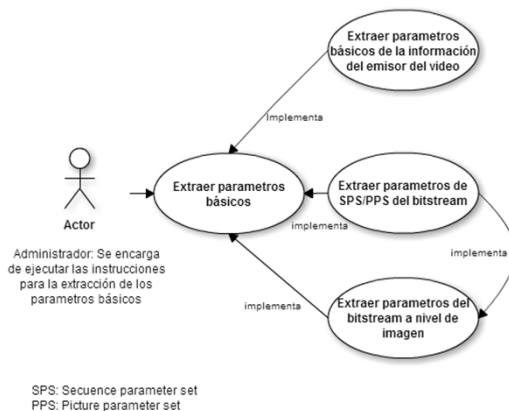 Extraer parametros
básicos de la información
del emisor del video
Implementa
Extraer parametros
básicos
Extraer parametros de
SPS/PPS del bitstream
implementa
implementa
Actor
Administrador: Se encarga
de ejecutar las instrucciones
para la extracción de los
parametros básicos
Extraer parametros del
bitstream a nivel de
imagen
implementa
SPS: Secuence parameter set
PPS: Picture parameter set